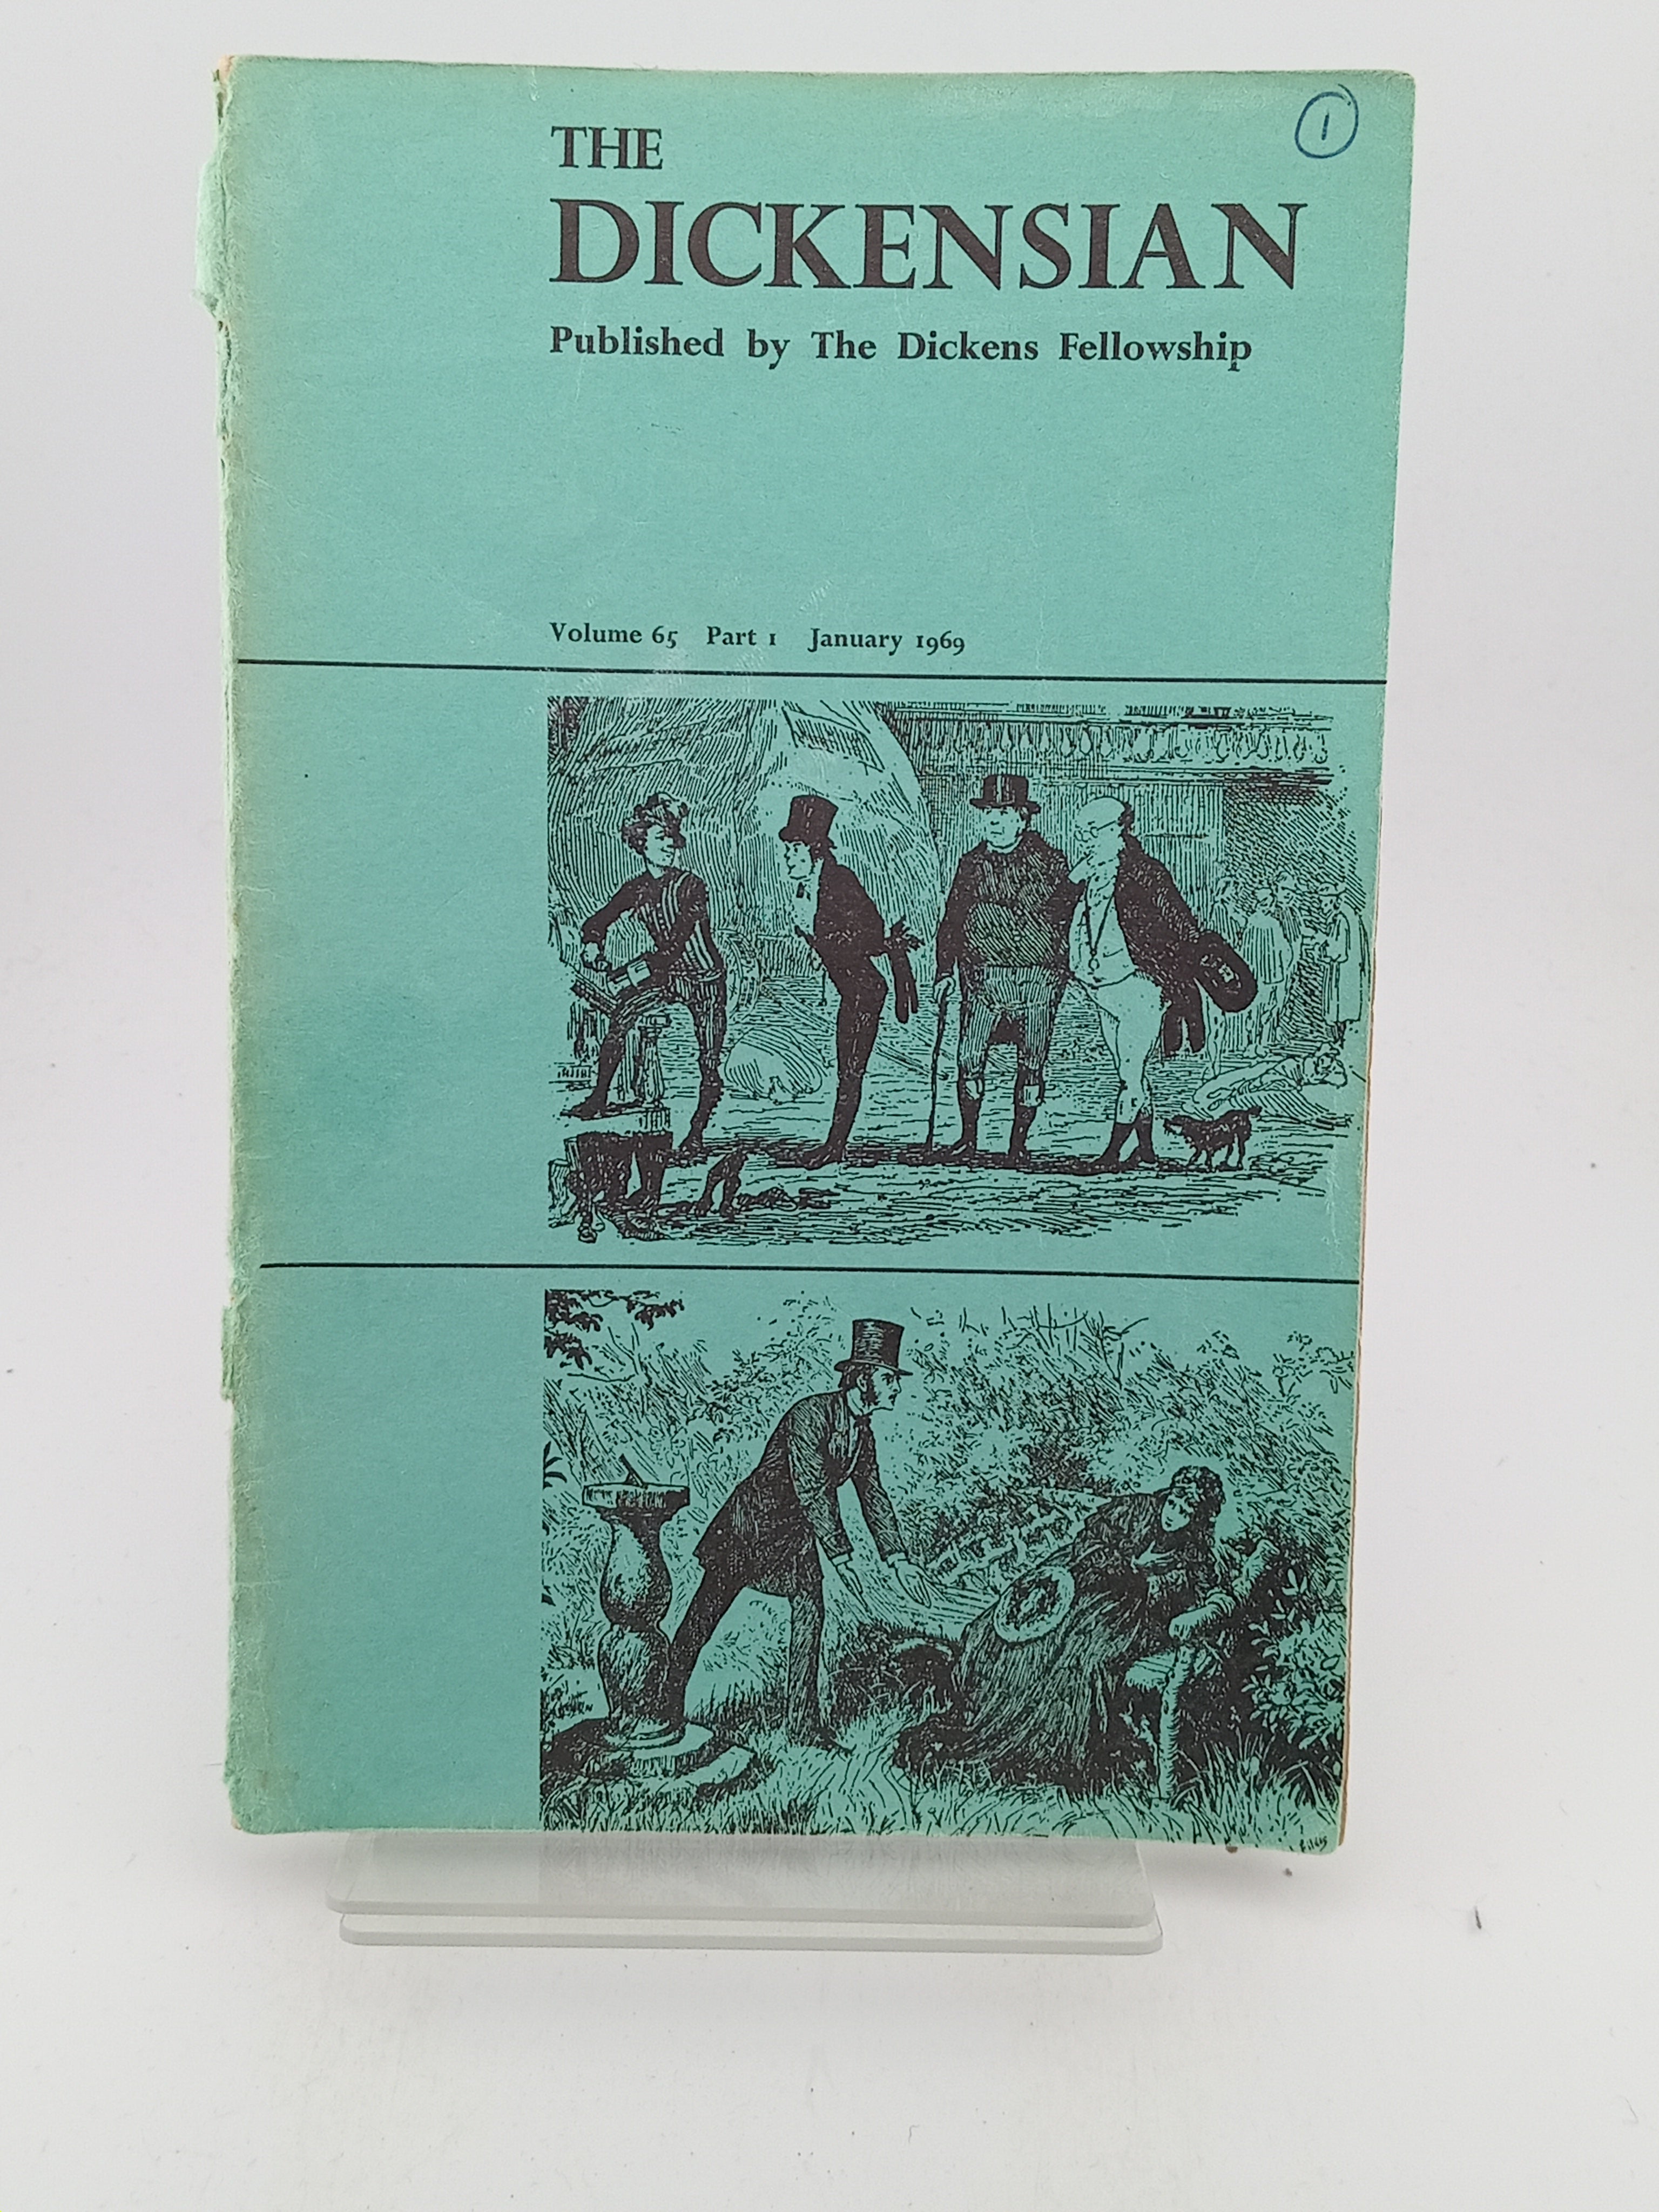 1
THE
DICKENSIAN
Published by The Dickens Fellowship
Volume 65 Part 1 January 1969